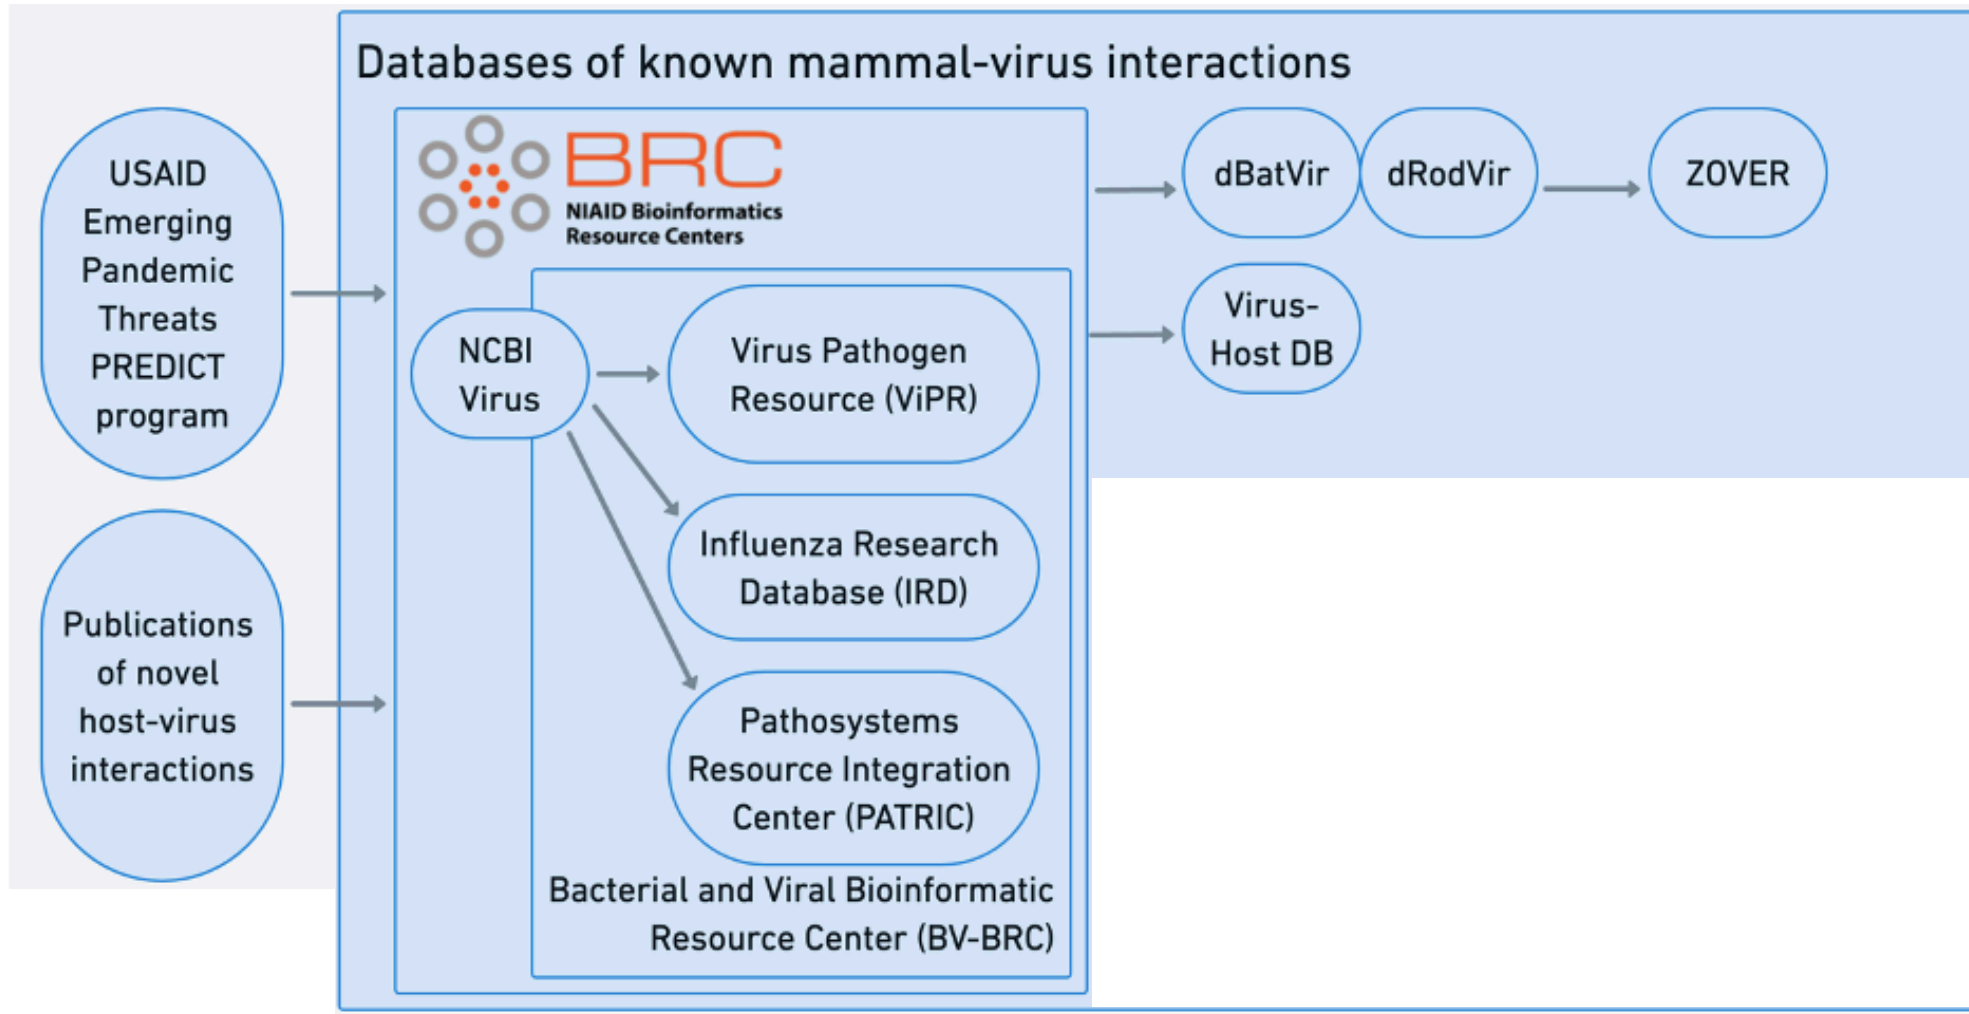 Databases of known mammal-virus interactions
USAID
Emerging
Pandemic
Threats
PREDICT
program
Publications
of novel
host-virus
interactions
BRC
NIAID Bioinformatics
Resource Centers
NCBI
Virus
Virus Pathogen
Resource (ViPR)
Influenza Research
Database (IRD)
Pathosystems
Resource Integration
Center (PATRIC)
Bacterial and Viral Bioinformatic
Resource Center (BV-BRC)
dBatVir
dRodVir
ZOVER
Virus-
Host DB